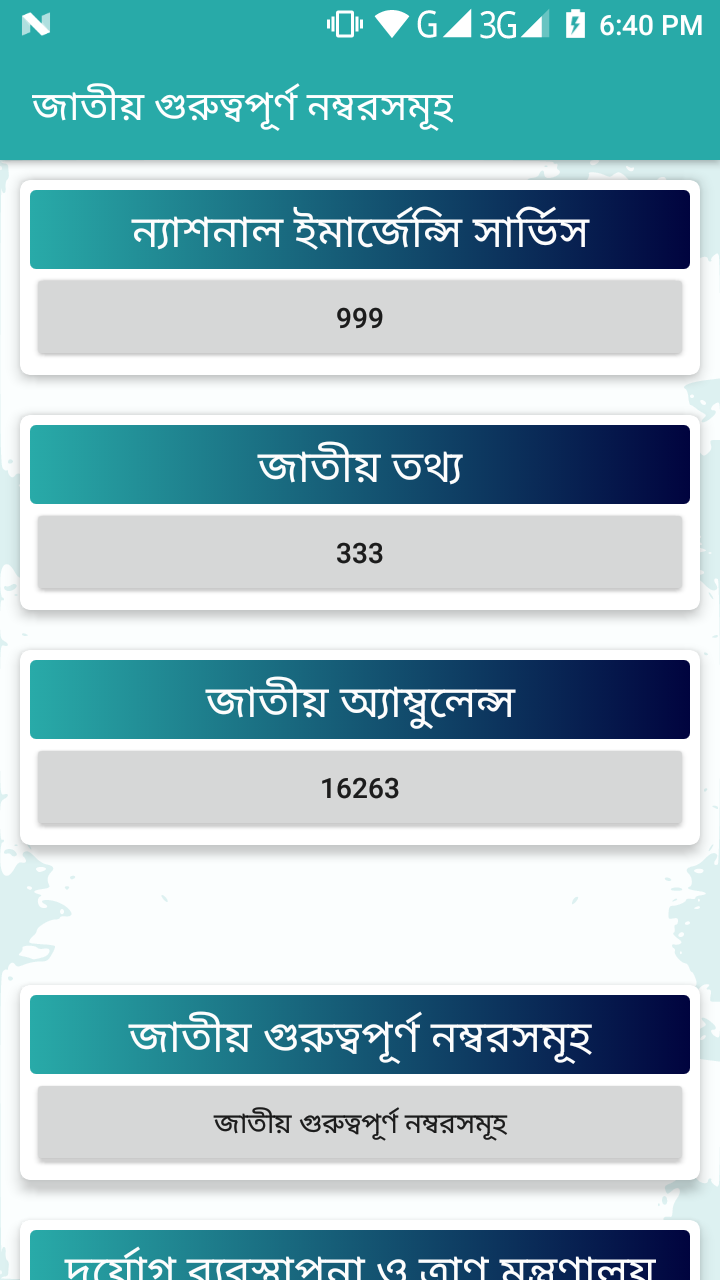 G 3G 6:40 PM
জাতীয় গুরুত্বপূর্ণ নম্বরসমূহ
ন্যাশনাল ইমার্জেন্সি সার্ভিস
999
জাতীয় তথ্য
333
জাতীয় অ্যাম্বুলেন্স
16263
জাতীয় গুরুত্বপূর্ণ নম্বরসমূহ
জাতীয় গুরুত্বপূর্ণ নম্বরসমূহ
দুর্যোগ ব্যবস্থাপনা ও ত্রাণ মন্ত্রণালয়